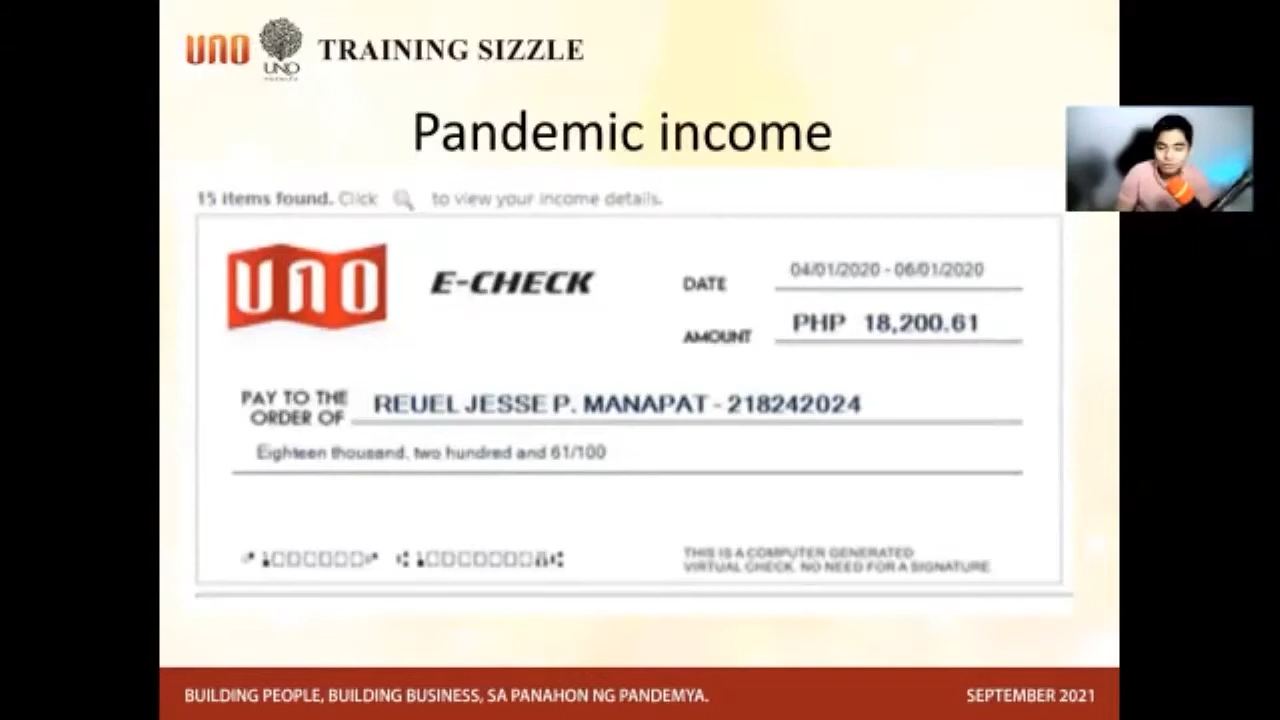 UNO
UNO
TRAINING SIZZLE
Pandemic income
15 items found. Click to view your income details.
UNO
E-CHECK
DATE 04/01/2020 - 06/01/2020
AMOUNT PHP 18,200.61
PAY TO THE ORDER OF REUEL JESSE P. MANAPAT - 218242024
Eighteen thousand, two hundred and 61/100
THIS IS A COMPUTER GENERATED
VIRTUAL CHECK. NO NEED FOR A SIGNATURE
BUILDING PEOPLE, BUILDING BUSINESS, SA PANAHON NG PANDEMYA.
SEPTEMBER 2021